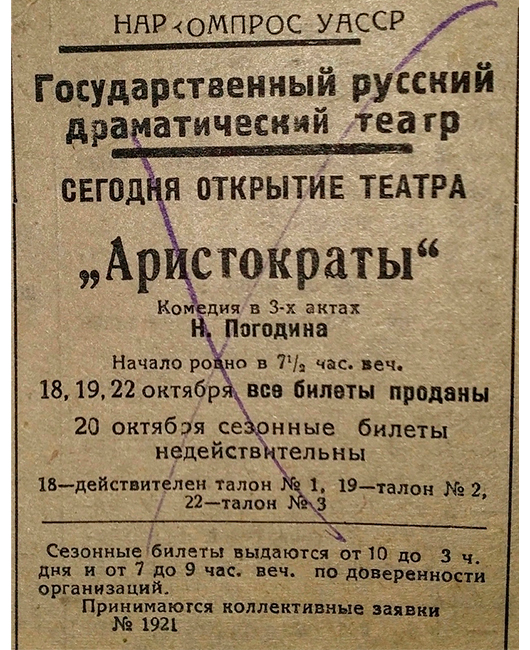 НАРКОМПРОС УАССР
Государственный русский
драматический театр
СЕГОДНЯ ОТКРЫТИЕ ТЕАТРА
„Аристократы“
Комедия в 3-х актах
Н. Погодина
Начало ровно в 7½ час. веч.
18, 19, 22 октября все билеты проданы
20 октября сезонные билеты
недействительны
18—действителен талон № 1, 19—талон № 2,
22—талон № 3
Сезонные билеты выдаются от 10 до 3 ч.
дня и от 7 до 9 час. веч. по доверенности
организаций.
Принимаются коллективные заявки
№ 1921